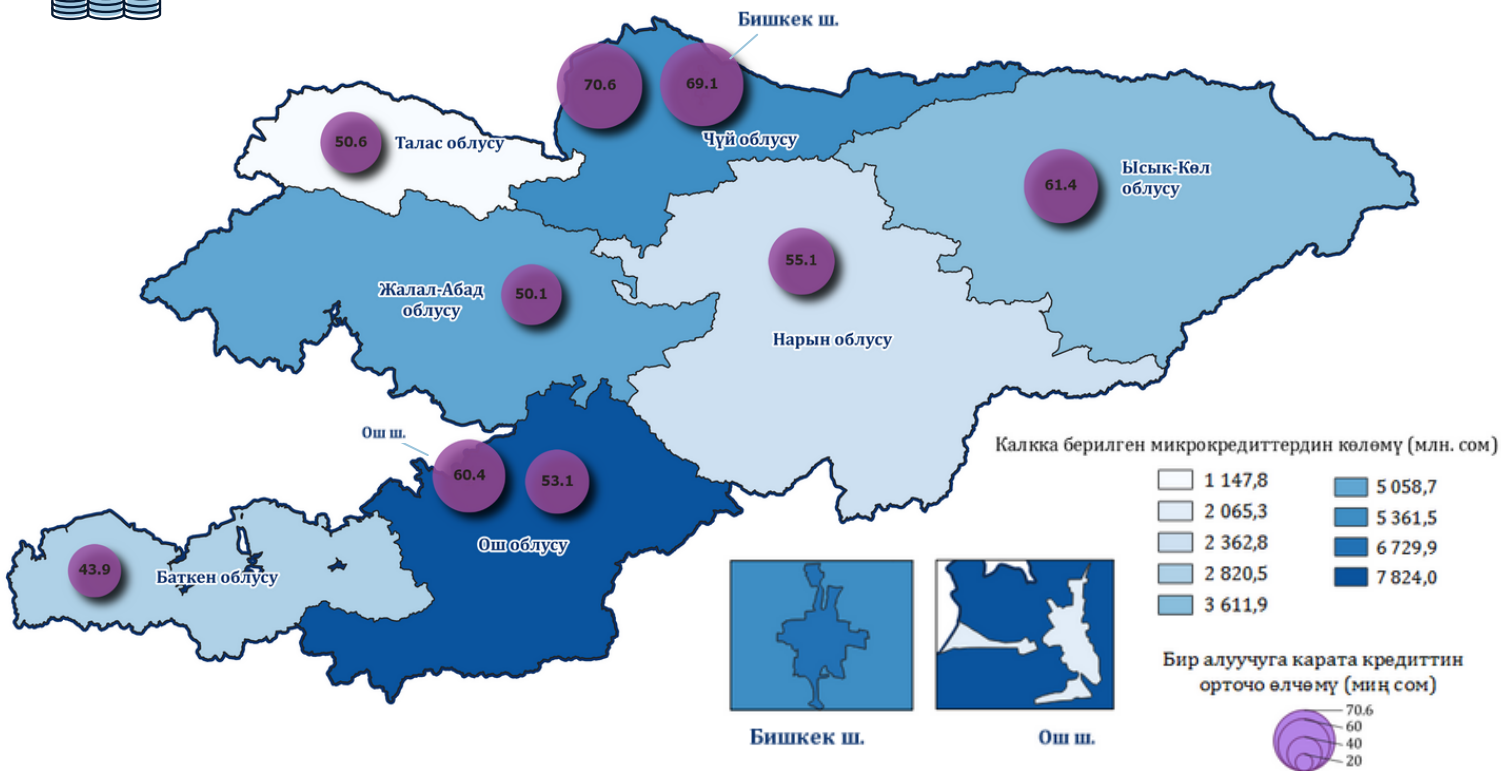 Бишкек ш.
70.6
69.1
Чүй облусу
50.6
Талас облусу
61.4
Ысык-Көл
облусу
55.1
Нарын облусу
Жалал-Абад
облусу
50.1
Ош ш.
60.4
53.1
Ош облусу
43.9
Баткен облусу
Калкка берилген микрокредиттердин көлөмү (млн. сом)
1 147,8
2 065,3
2 362,8
2 820,5
3 611,9
5 058,7
5 361,5
6 729,9
7 824,0
Бишкек ш.
Ош ш.
Бир алуучуга карата кредиттин
орточо өлчөмү (миң сом)
70.6
60
40
20